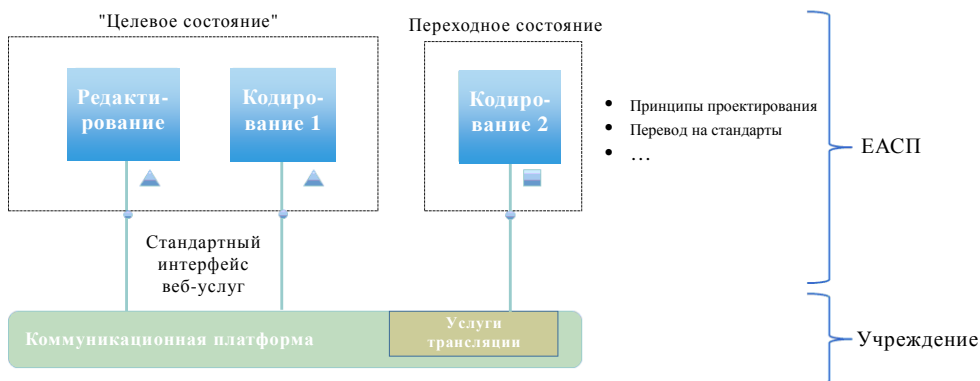 "Целевое состояние"
Переходное состояние
Редакти-
рование
Кодиро-
вание 1
Кодиро-
вание 2
• Принципы проектирования
• Перевод на стандарты
• …
ЕАСП
Стандартный
интерфейс
веб-услуг
Коммуникационная платформа
Услуги
трансляции
Учреждение